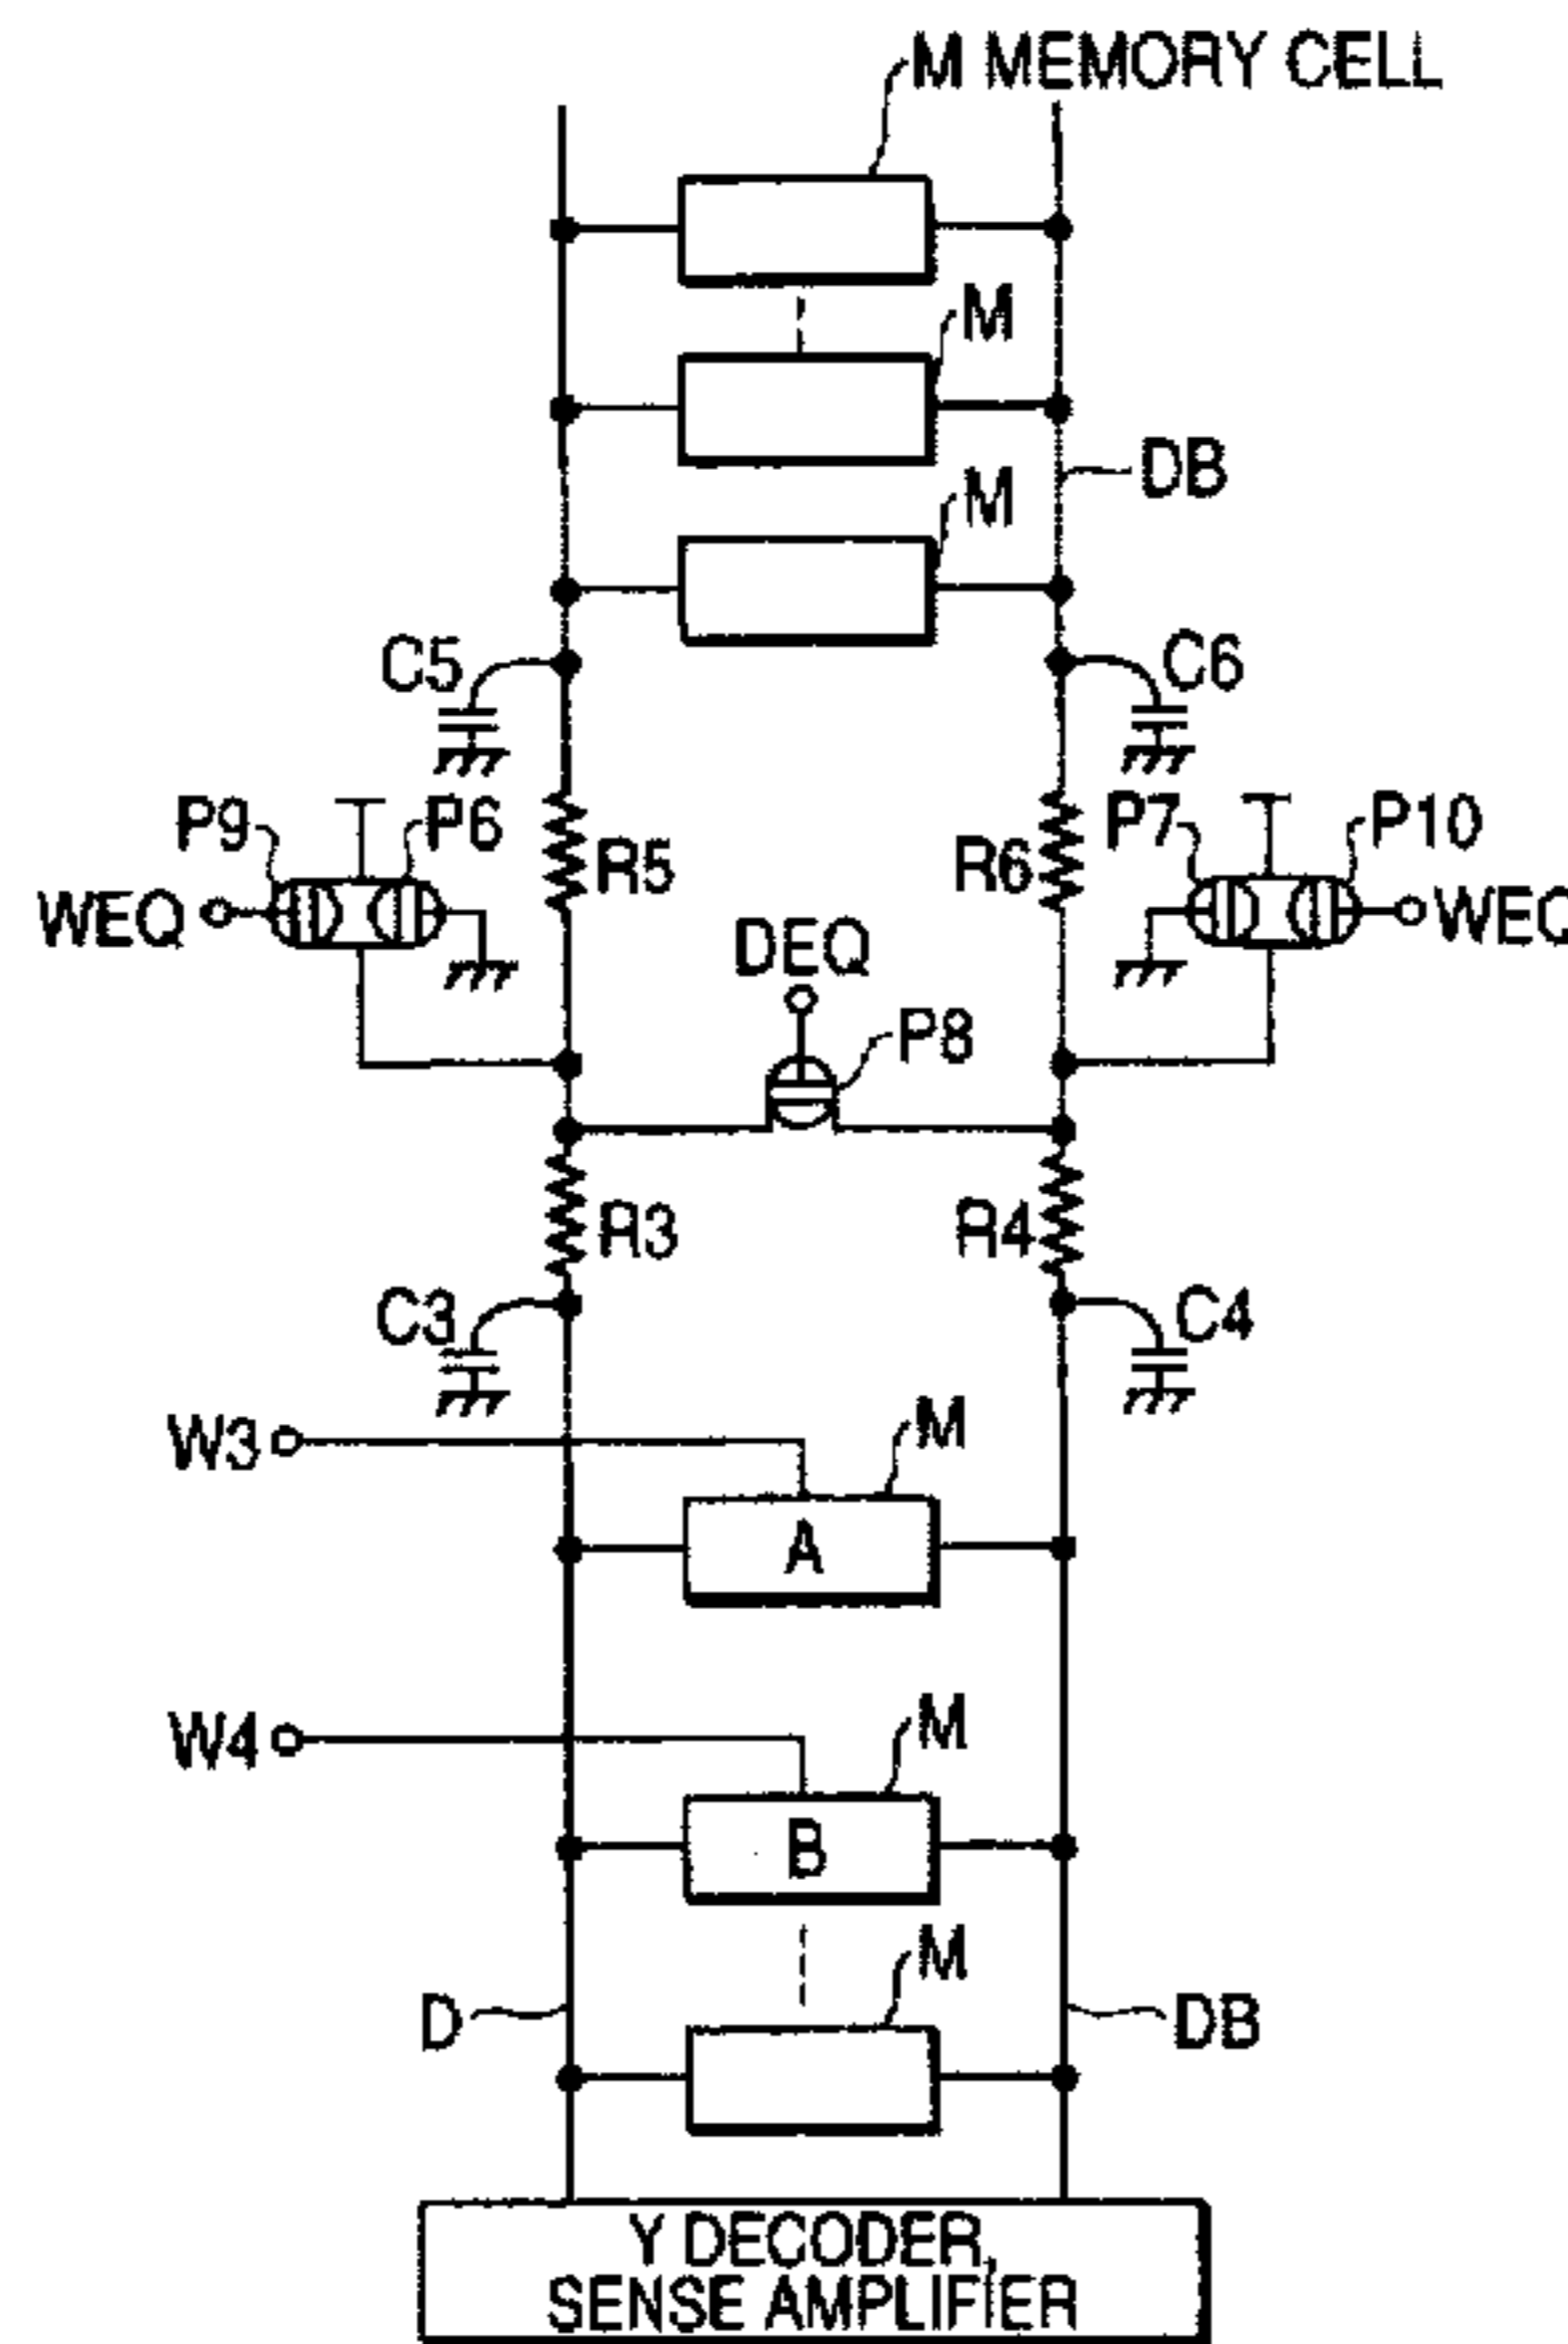 M MEMORY CELL
M
DB
M
C5
C6
P9
P6
R5
R6
P7
P10
WEQ
DEQ
WEQ
P8
R3
R4
C3
C4
W3
M
A
W4
M
B
M
D
DB
Y DECODER,
SENSE AMPLIFIER